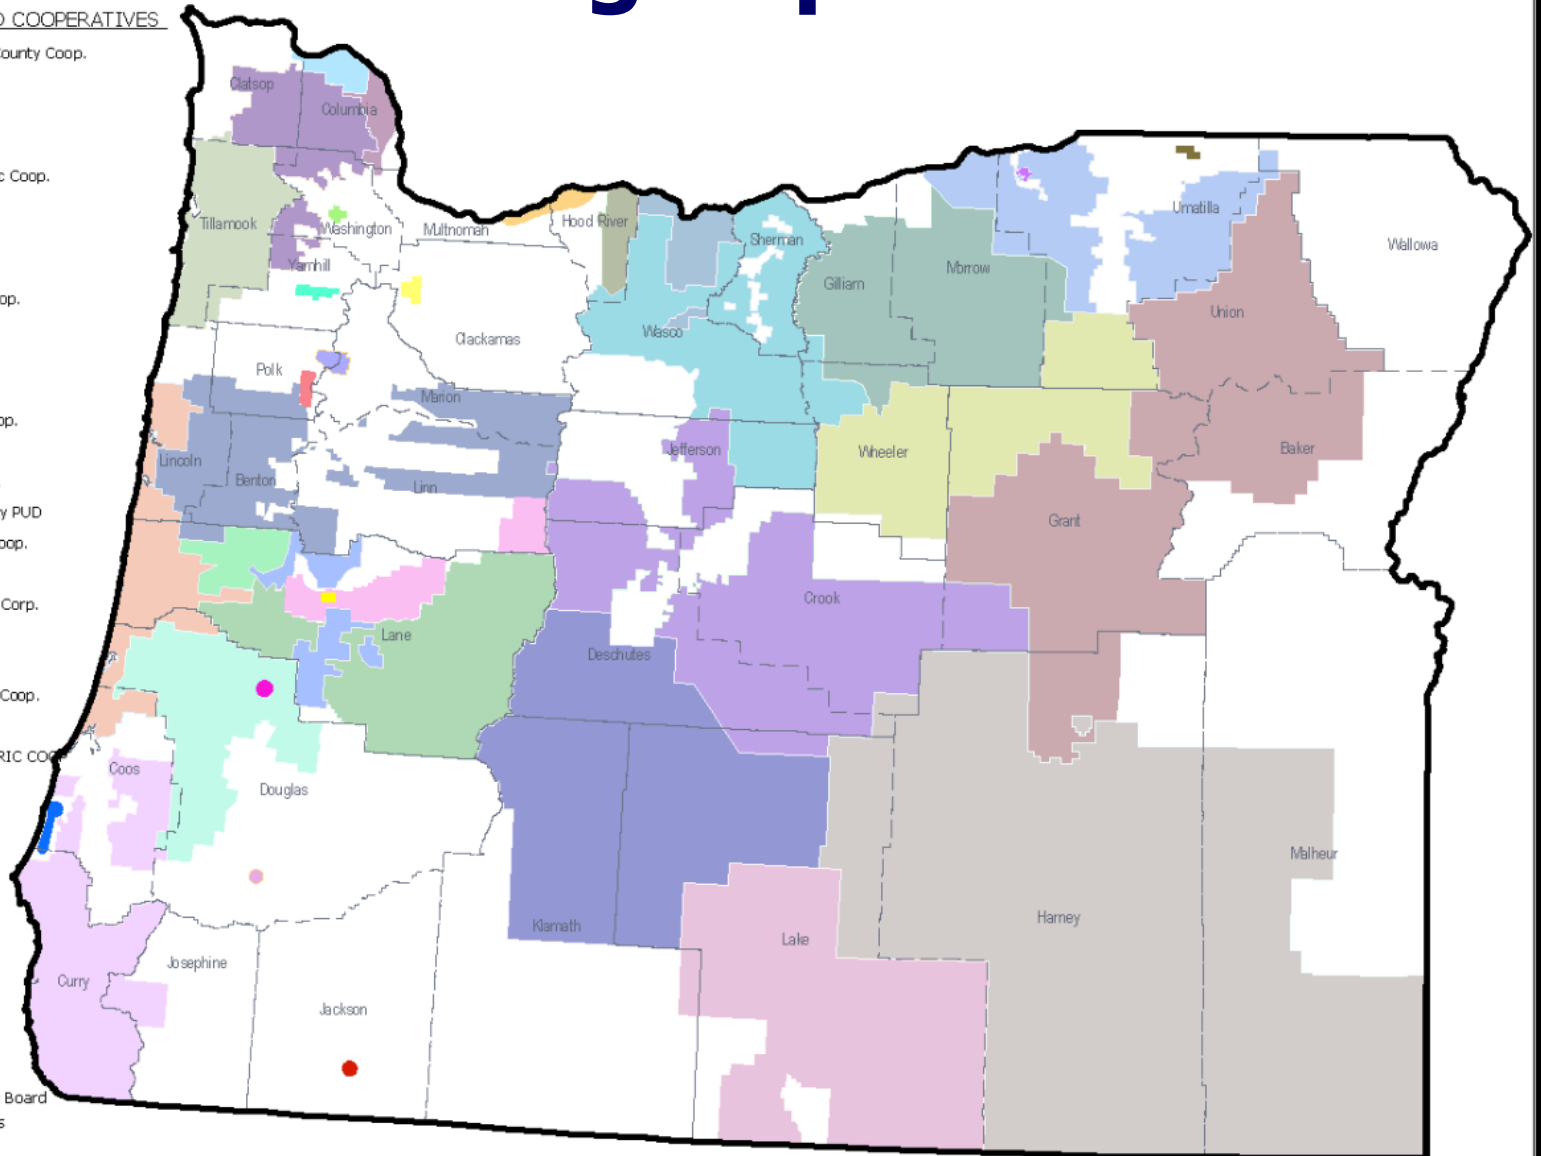 COOPERATIVES
ounty Coop.
c Coop.
op.
op.
y PUD
oop.
Corp.
Coop.
RIC COO
Board
s
Clatsop
Columbia
Tillamook
Washington
Multnomah
Hood River
Yamhill
Sherman
Gilliam
Morrow
Umatilla
Wallowa
Union
Wasco
Clackamas
Polk
Marion
Jefferson
Wheeler
Baker
Lincoln
Benton
Linn
Grant
Crook
Lane
Deschutes
Coos
Douglas
Malheur
Harney
Klamath
Lake
Curry
Josephine
Jackson